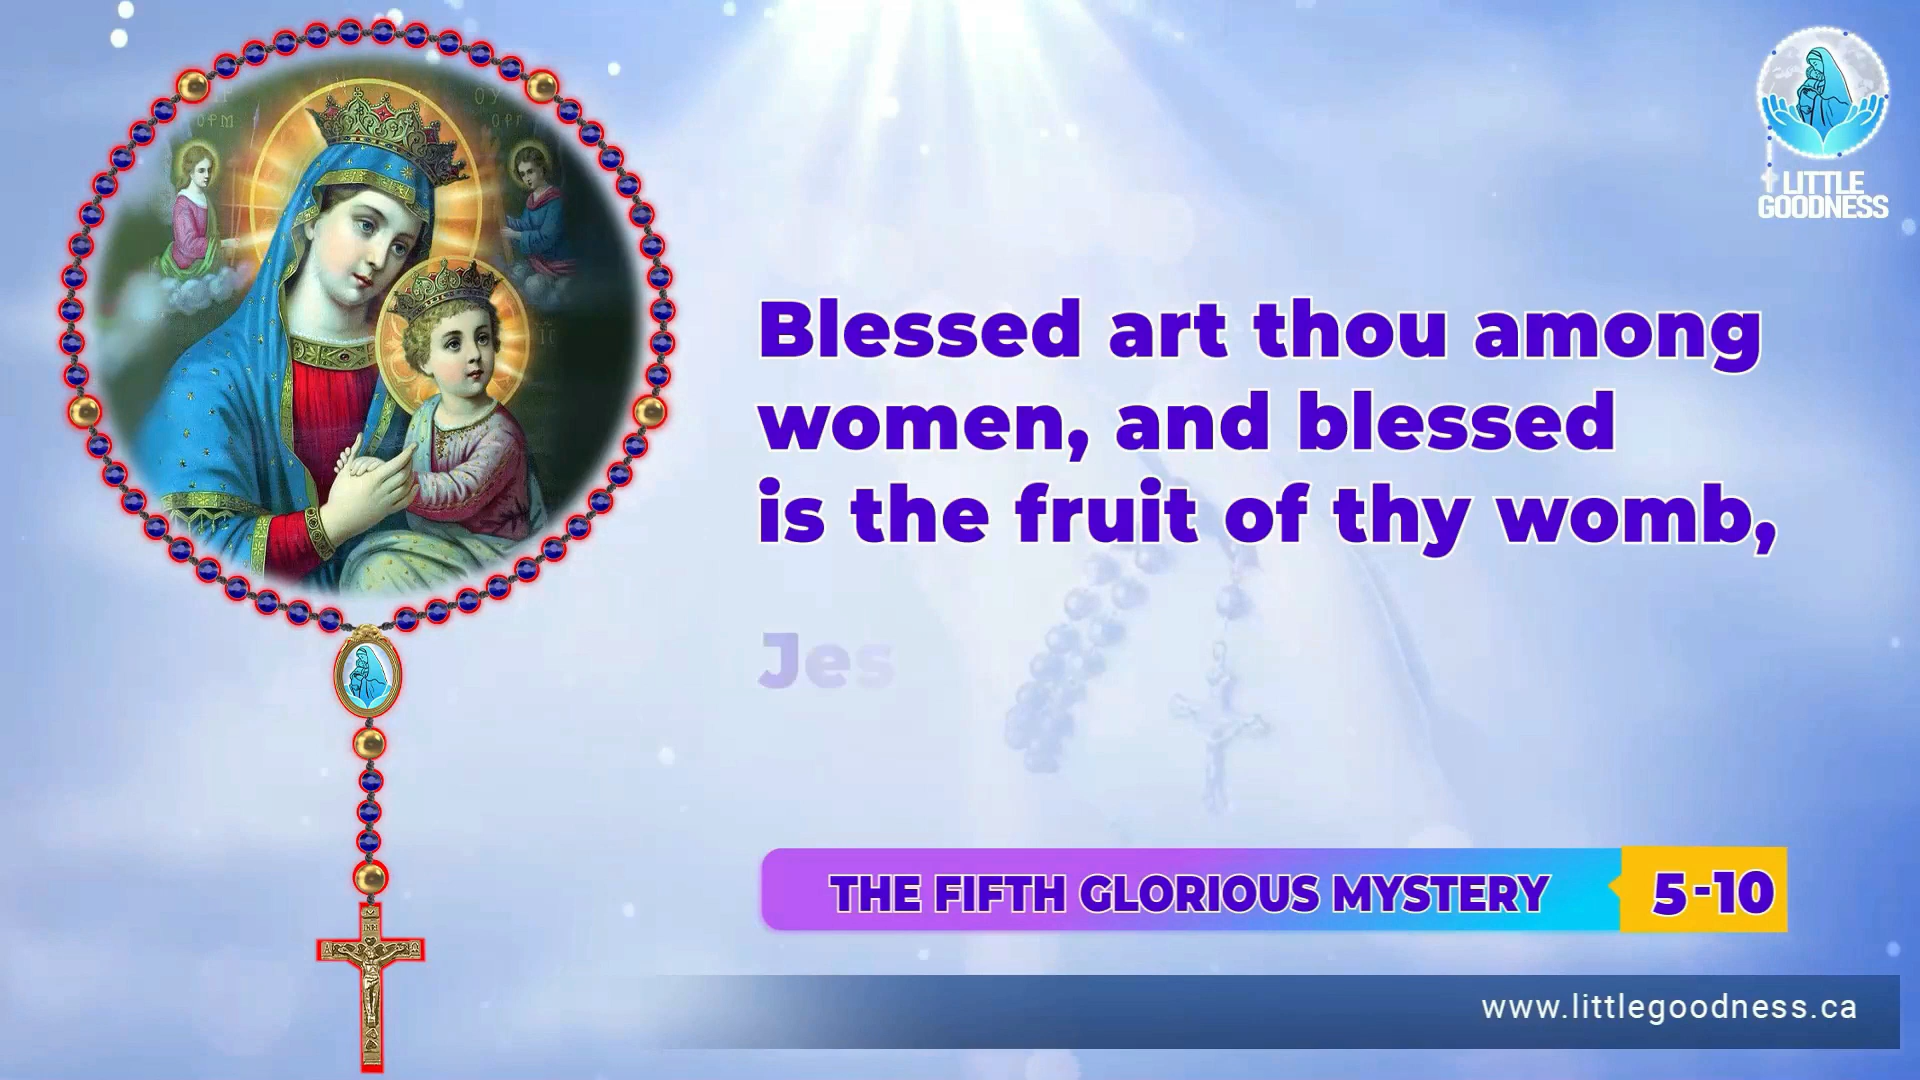 LITTLE
GOODNESS
Blessed art thou among
women, and blessed
is the fruit of thy womb,
Jes
THE FIFTH GLORIOUS MYSTERY 5-10
www.littlegoodness.ca